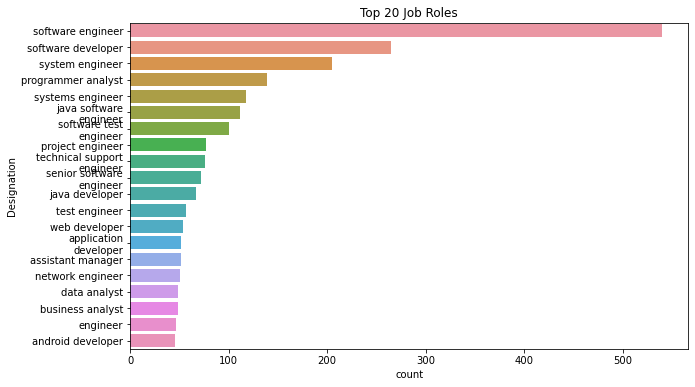 Top 20 Job Roles
software engineer
software developer
system engineer
programmer analyst
systems engineer
java software
engineer
software test
engineer
project engineer
technical support
engineer
senior software
engineer
java developer
test engineer
web developer
application
developer
assistant manager
network engineer
data analyst
business analyst
engineer
android developer
Designation
0 100 200 300 400 500
count